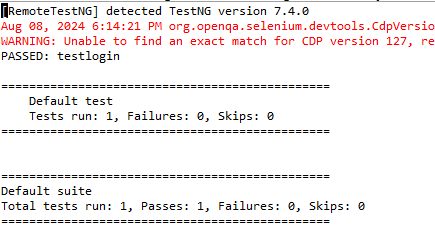 [RemoteTestNG] detected TestNG version 7.4.0
Aug 08, 2024 6:14:21 PM org.openqa.selenium.devtools.CdpVersio
WARNING: Unable to find an exact match for CDP version 127, re
PASSED: testlogin
===============================================
    Default test
    Tests run: 1, Failures: 0, Skips: 0
===============================================
===============================================
Default suite
Total tests run: 1, Passes: 1, Failures: 0, Skips: 0
===============================================